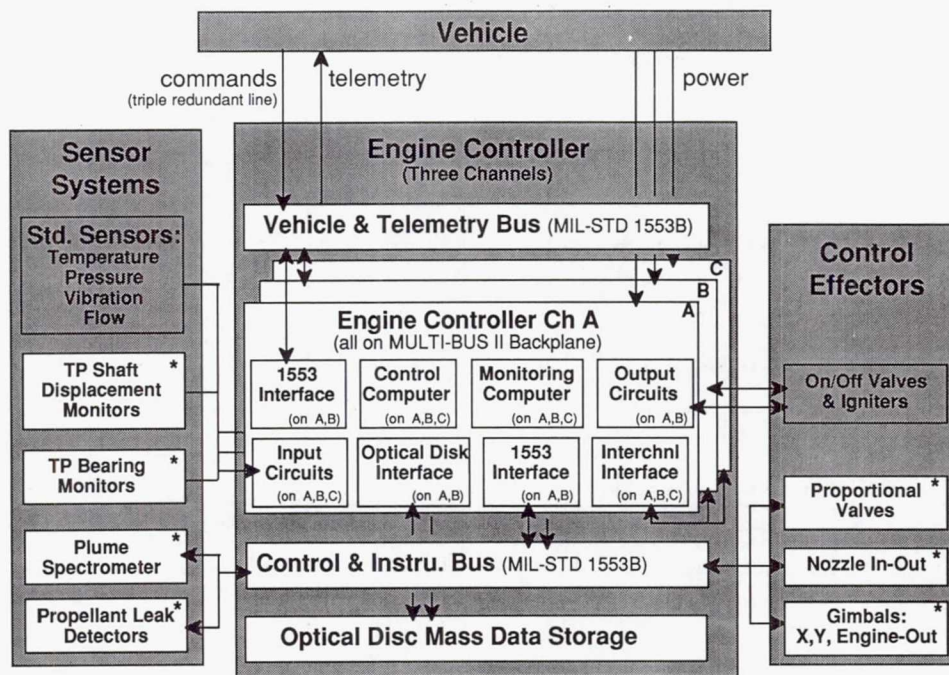 Vehicle
commands
(triple redundant line)
telemetry
power
Sensor
Systems
Std. Sensors:
Temperature
Pressure
Vibration
Flow
TP Shaft *
Displacement
Monitors
TP Bearing *
Monitors
Plume *
Spectrometer
Propellant Leak *
Detectors
Engine Controller
(Three Channels)
Vehicle & Telemetry Bus (MIL-STD 1553B)
C
B
A
Engine Controller Ch A
(all on MULTI-BUS II Backplane)
1553
Interface
(on A,B)
Control
Computer
(on A,B,C)
Monitoring
Computer
(on A,B,C)
Output
Circuits
(on A,B)
Input
Circuits
(on A,B,C)
Optical Disk
Interface
(on A,B)
1553
Interface
(on A,B)
Interchnl
Interface
(on A,B,C)
Control & Instru. Bus (MIL-STD 1553B)
Optical Disc Mass Data Storage
Control
Effectors
On/Off Valves
& Igniters
Proportional *
Valves
Nozzle In-Out *
Gimbals: *
X,Y, Engine-Out